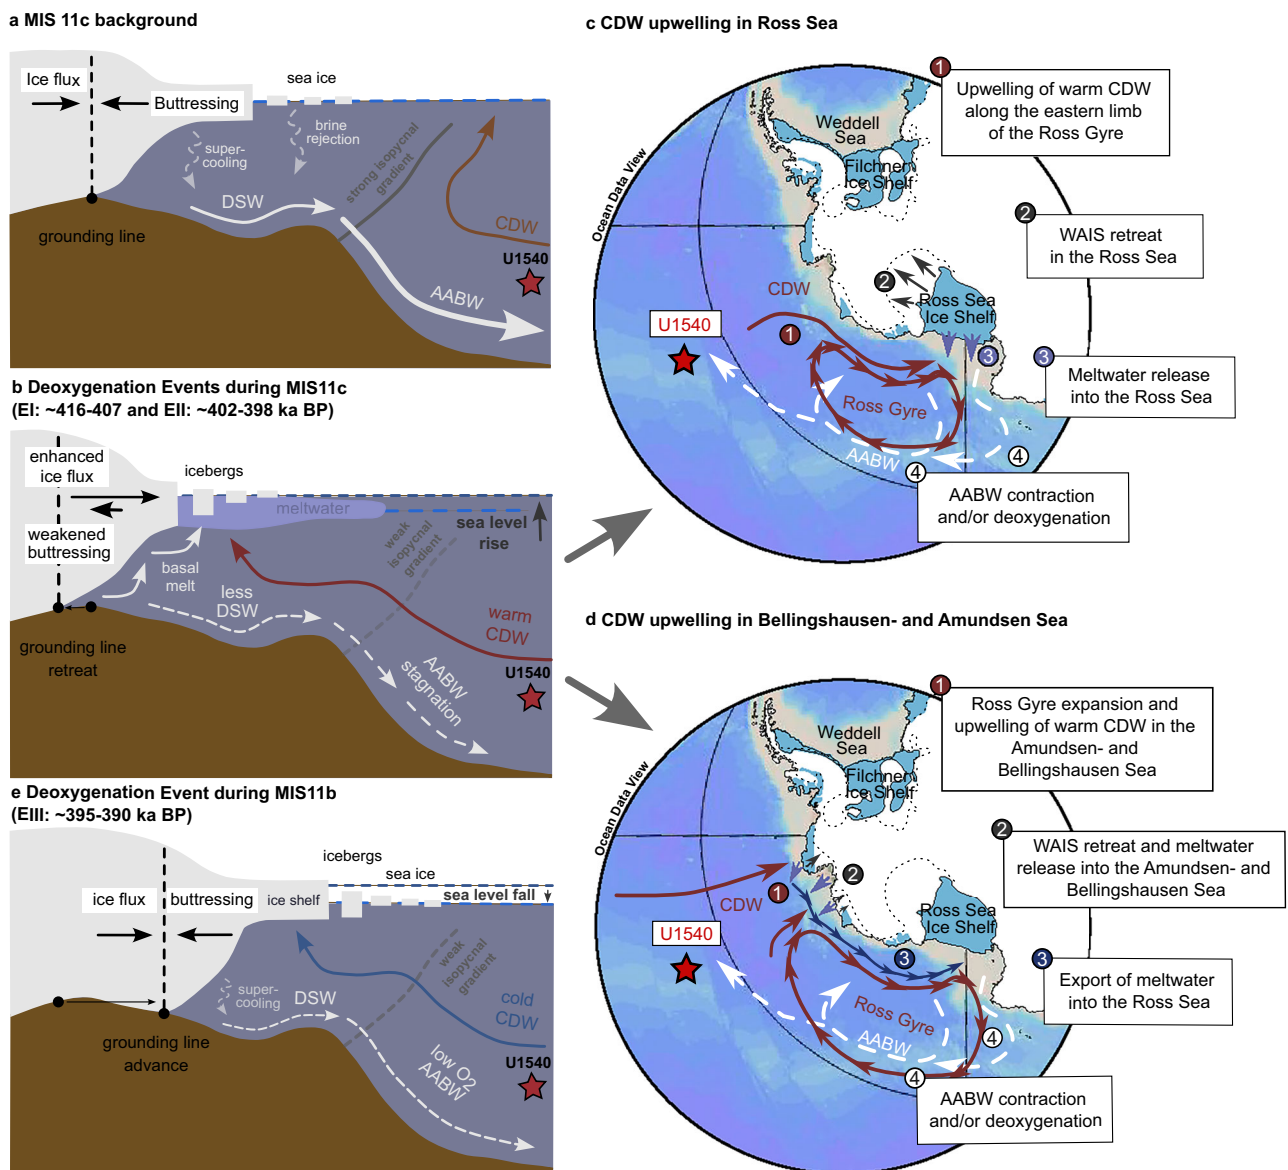 a MIS 11c background
Ice flux
Buttressing
sea ice
super-
cooling
brine
rejection
strong isopycnal
gradient
DSW
CDW
grounding line
U1540
AABW
b Deoxygenation Events during MIS11c
(EI: ~416-407 and EII: ~402-398 ka BP)
enhanced
ice flux
icebergs
meltwater
weakened
buttressing
sea level
rise
weak
isopycnal
gradient
basal
melt
less
DSW
warm
CDW
grounding line
retreat
U1540
AABW
stagnation
e Deoxygenation Event during MIS11b
(EIII: ~395-390 ka BP)
icebergs
sea ice
ice flux
buttressing
ice shelf
sea level fall
weak
isopycnal
gradient
super-
cooling
DSW
cold
CDW
grounding line
advance
low O2
AABW
U1540
c CDW upwelling in Ross Sea
1
Upwelling of warm CDW
along the eastern limb
of the Ross Gyre
Ocean Data View
Weddell
Sea
Filchner
Ice Shelf
2
WAIS retreat
in the Ross Sea
2
CDW
Ross Sea
Ice Shelf
U1540
1
3
3
Meltwater release
into the Ross Sea
Ross Gyre
AABW
4
4
AABW contraction
and/or deoxygenation
d CDW upwelling in Bellingshausen- and Amundsen Sea
1
Ross Gyre expansion and
upwelling of warm CDW in the
Amundsen- and
Bellingshausen Sea
Ocean Data View
Weddell
Sea
Filchner
Ice Shelf
2
WAIS retreat and meltwater
release into the Amundsen- and
Bellingshausen Sea
2
1
CDW
Ross Sea
Ice Shelf
U1540
3
3
Export of meltwater
into the Ross Sea
Ross Gyre
AABW
4
4
AABW contraction
and/or deoxygenation